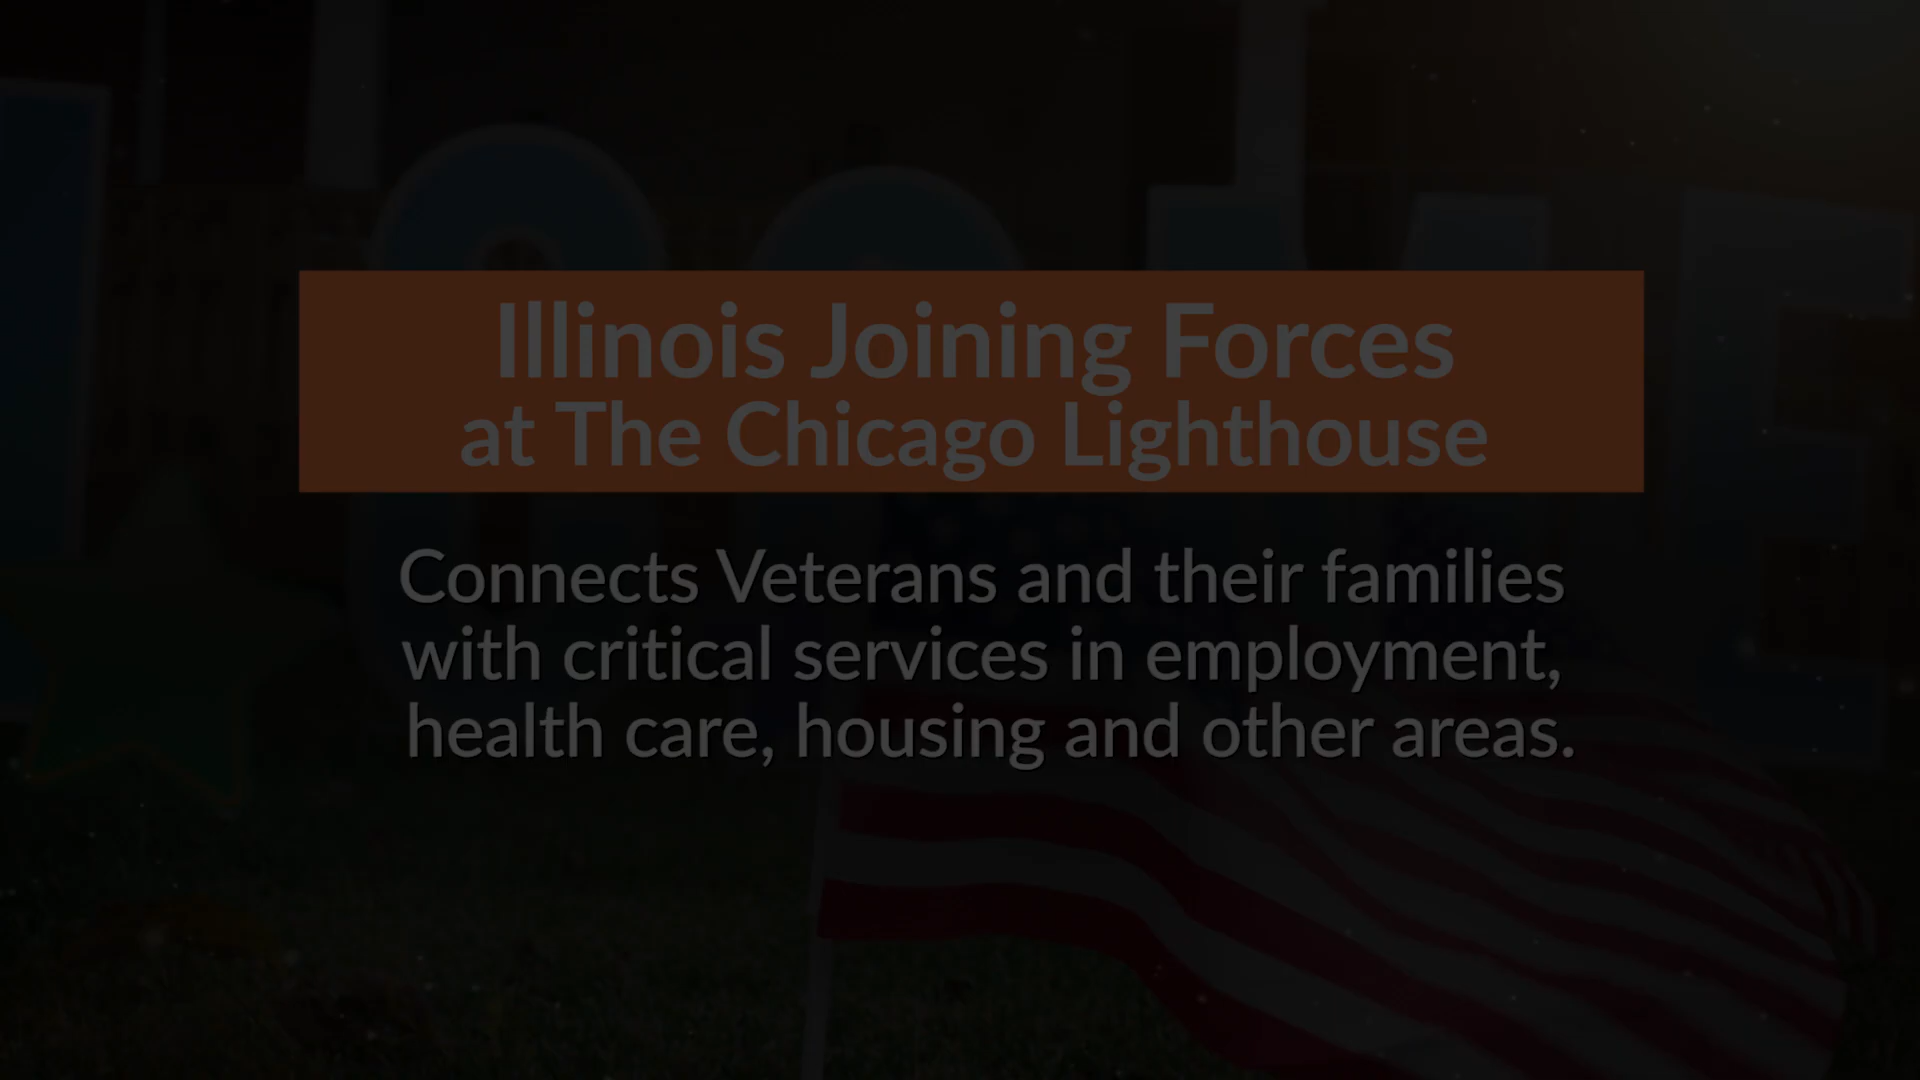 Illinois Joining Forces
at The Chicago Lighthouse
Connects Veterans and their families
with critical services in employment,
health care, housing and other areas.